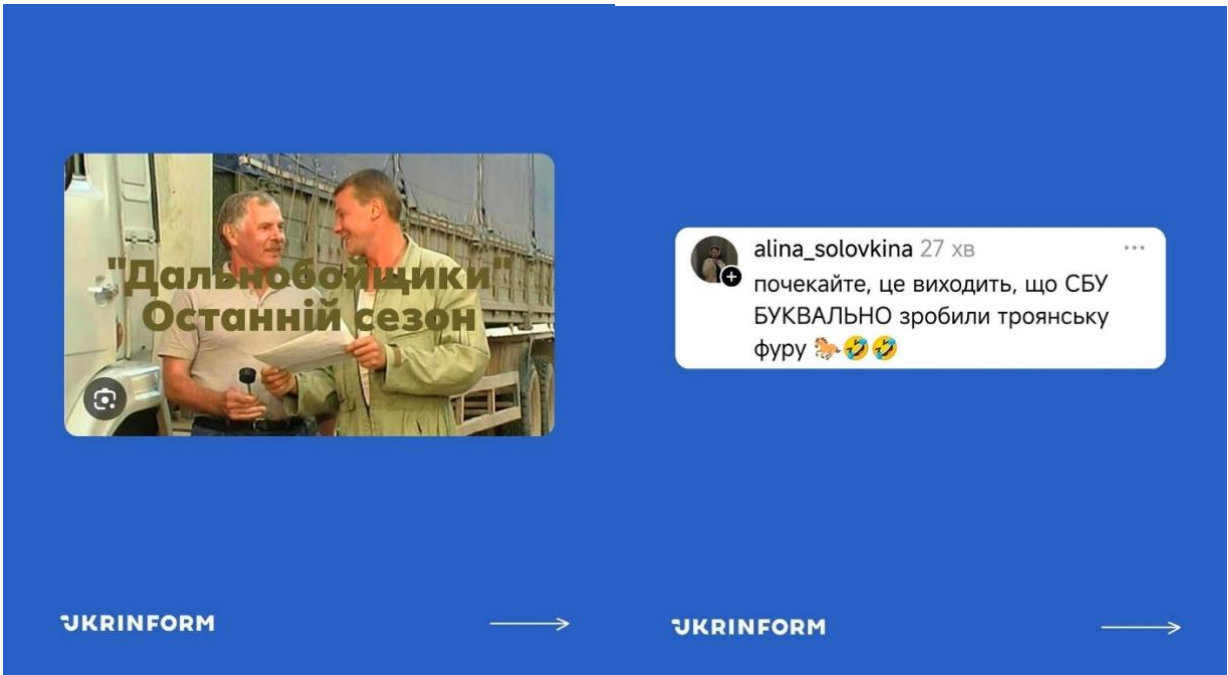 "Дальнобойщики"
Останній сезон
UKRINFORM
alina_solovkina 27 хв
почекайте, це виходить, що СБУ
БУКВАЛЬНО зробили троянську
фуру 🐎🤣🤣
UKRINFORM